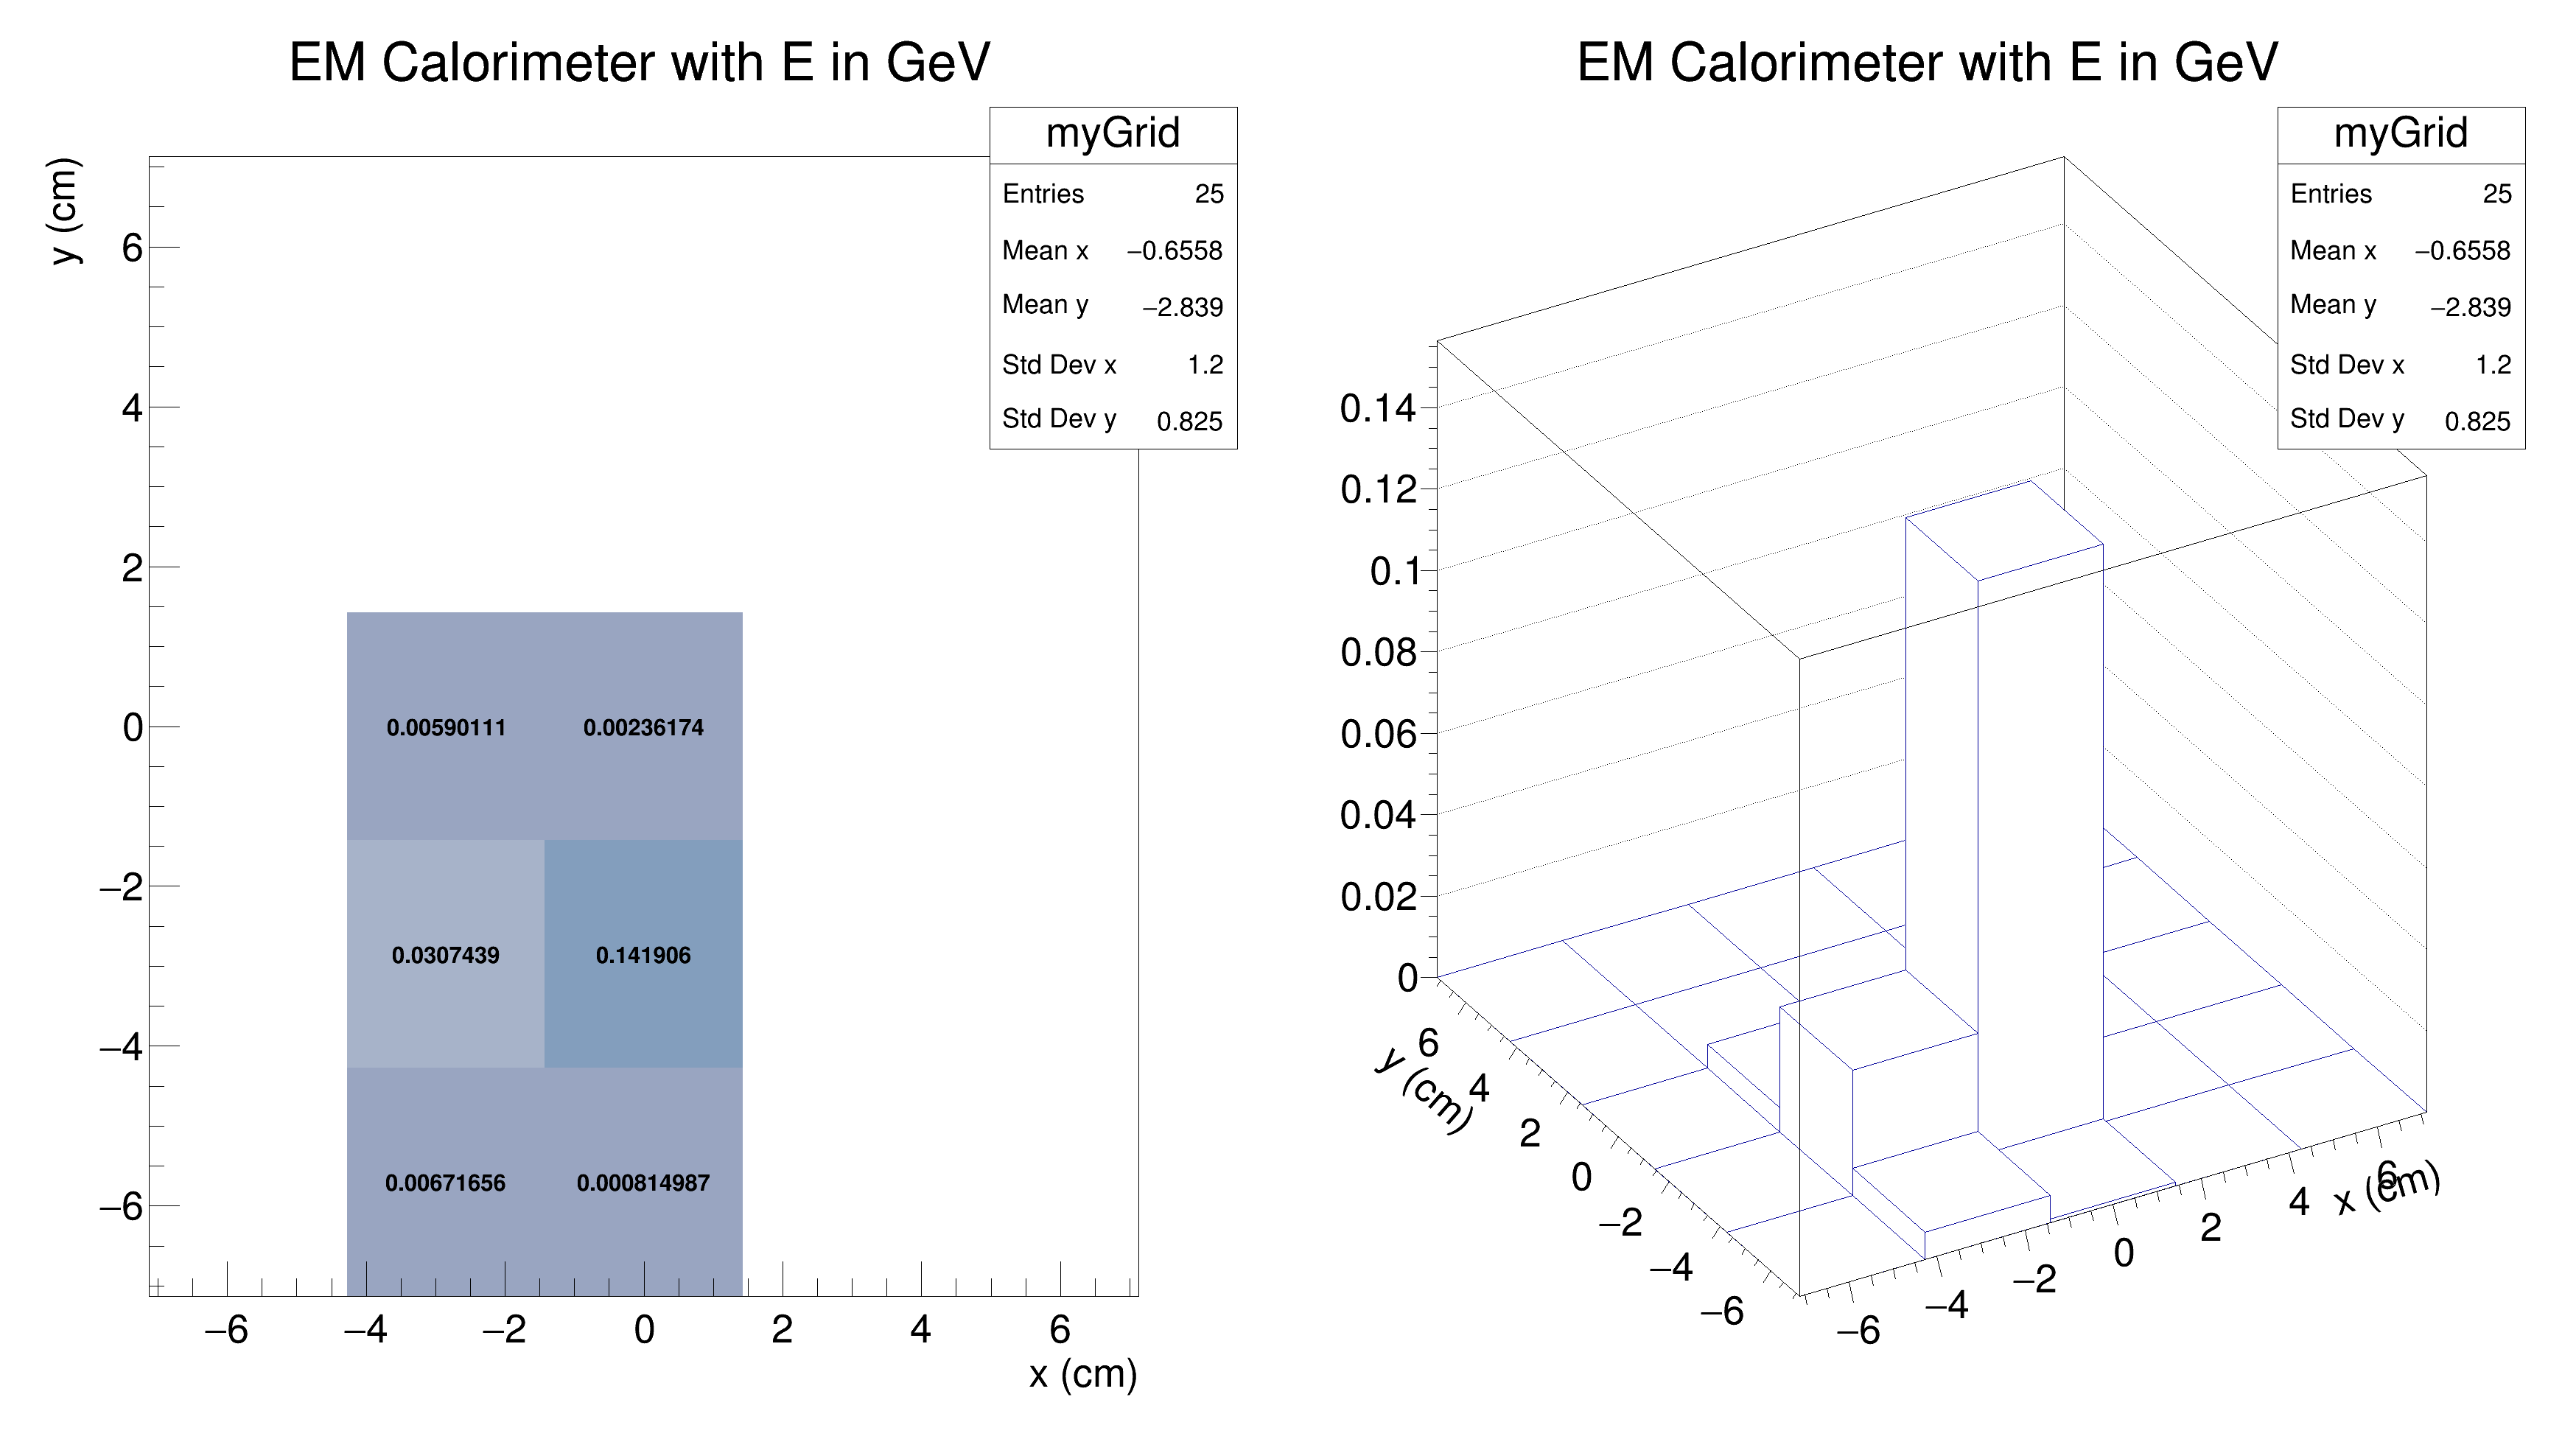 EM Calorimeter with E in GeV
myGrid
Entries 25
Mean x −0.6558
Mean y −2.839
Std Dev x 1.2
Std Dev y 0.825
y (cm)
6
4
2
0
−2
−4
−6
0.00590111 0.00236174
0.0307439 0.141906
0.00671656 0.000814987
−6 −4 −2 0 2 4 6
x (cm)
EM Calorimeter with E in GeV
myGrid
Entries 25
Mean x −0.6558
Mean y −2.839
Std Dev x 1.2
Std Dev y 0.825
0.14
0.12
0.1
0.08
0.06
0.04
0.02
0
y (cm)
6
4
2
0
−2
−4
−6
−6 −4 −2 0 2 4 6
x (cm)